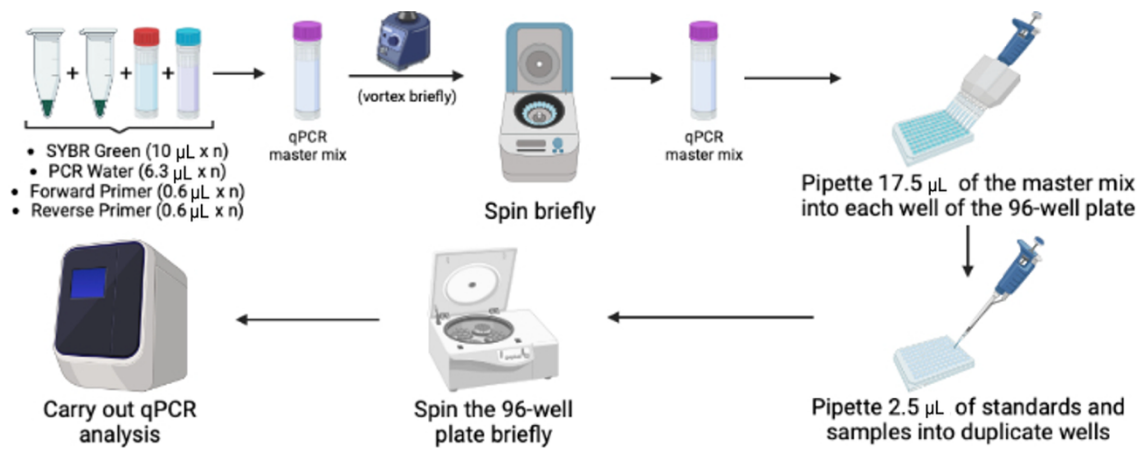 + + +
• SYBR Green (10 µL x n)
• PCR Water (6.3 µL x n)
• Forward Primer (0.6 µL x n)
• Reverse Primer (0.6 µL x n)
qPCR
master mix
(vortex briefly)
Spin briefly
qPCR
master mix
Pipette 17.5 µL of the master mix
into each well of the 96-well plate
Pipette 2.5 µL of standards and
samples into duplicate wells
Spin the 96-well
plate briefly
Carry out qPCR
analysis